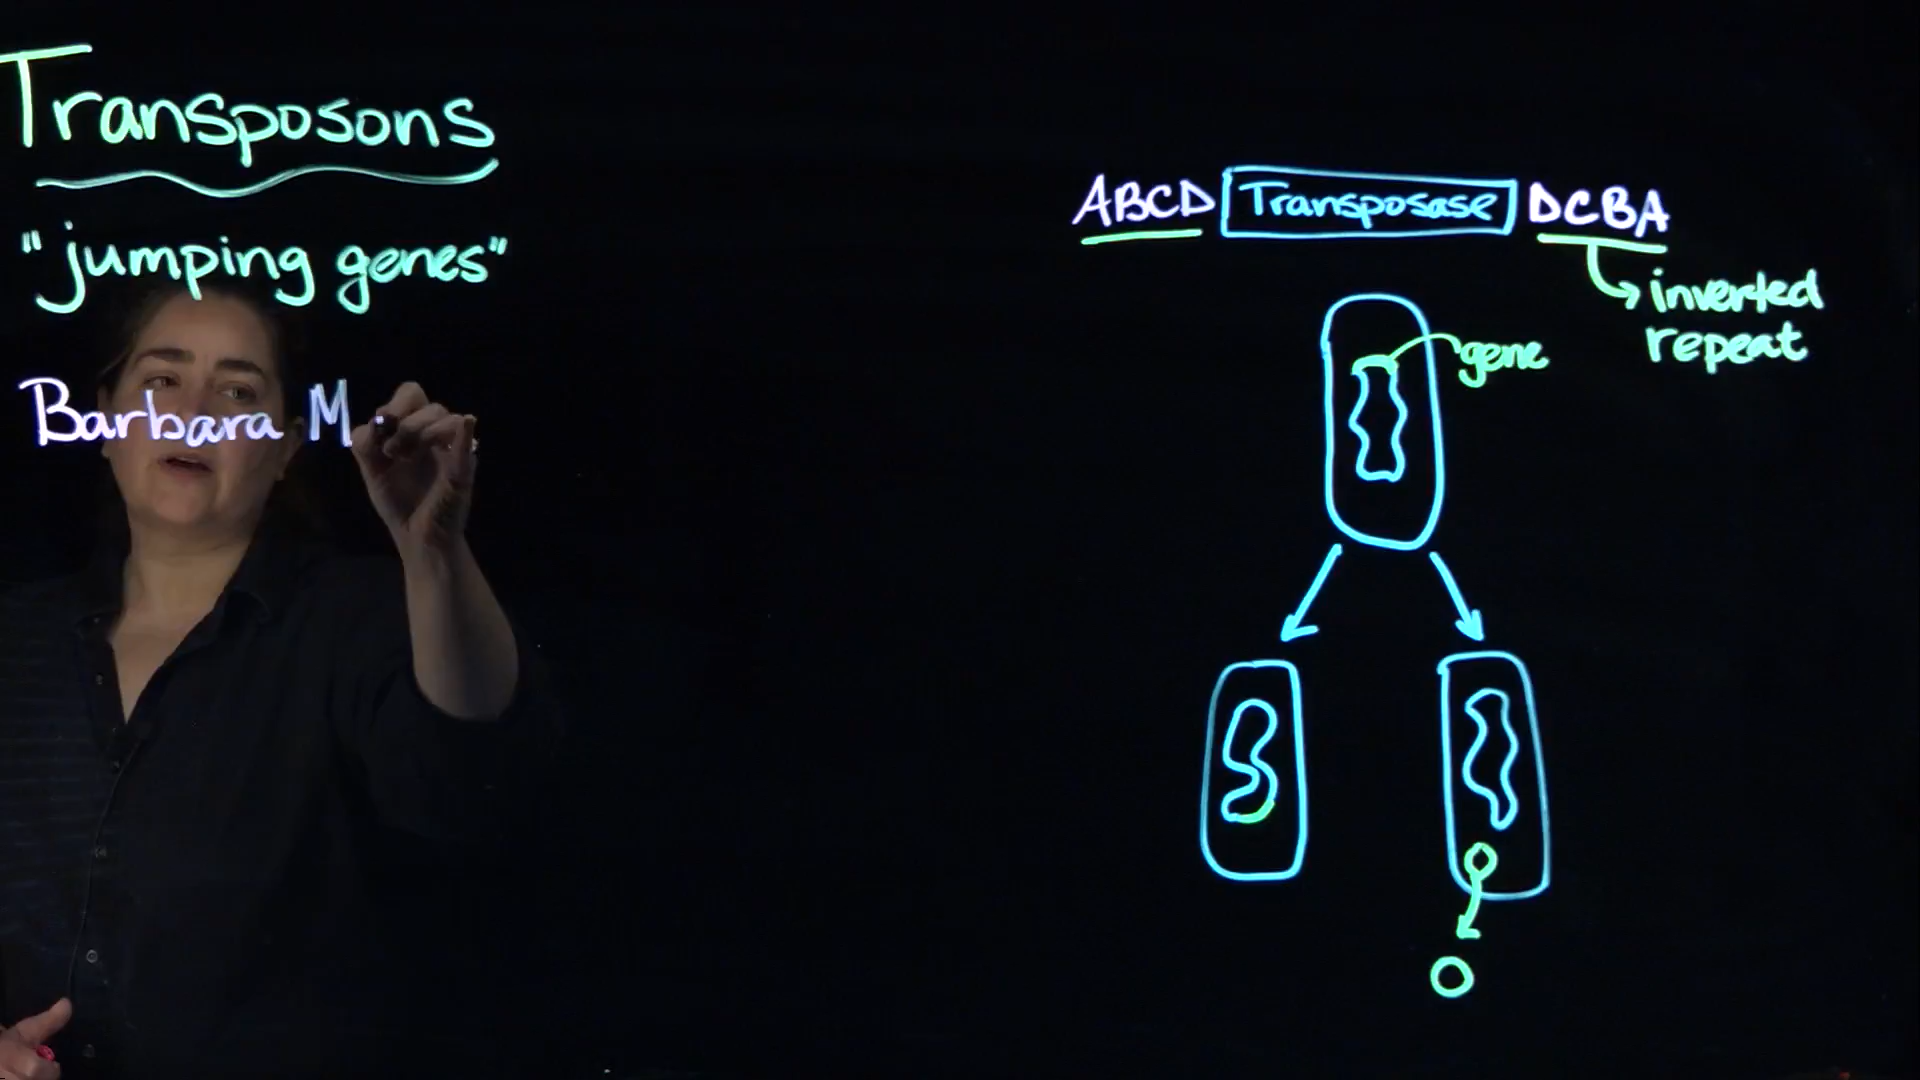 Transposons
"jumping genes"
Barbara M
ABCD Transposase DCBA
inverted
repeat
gene